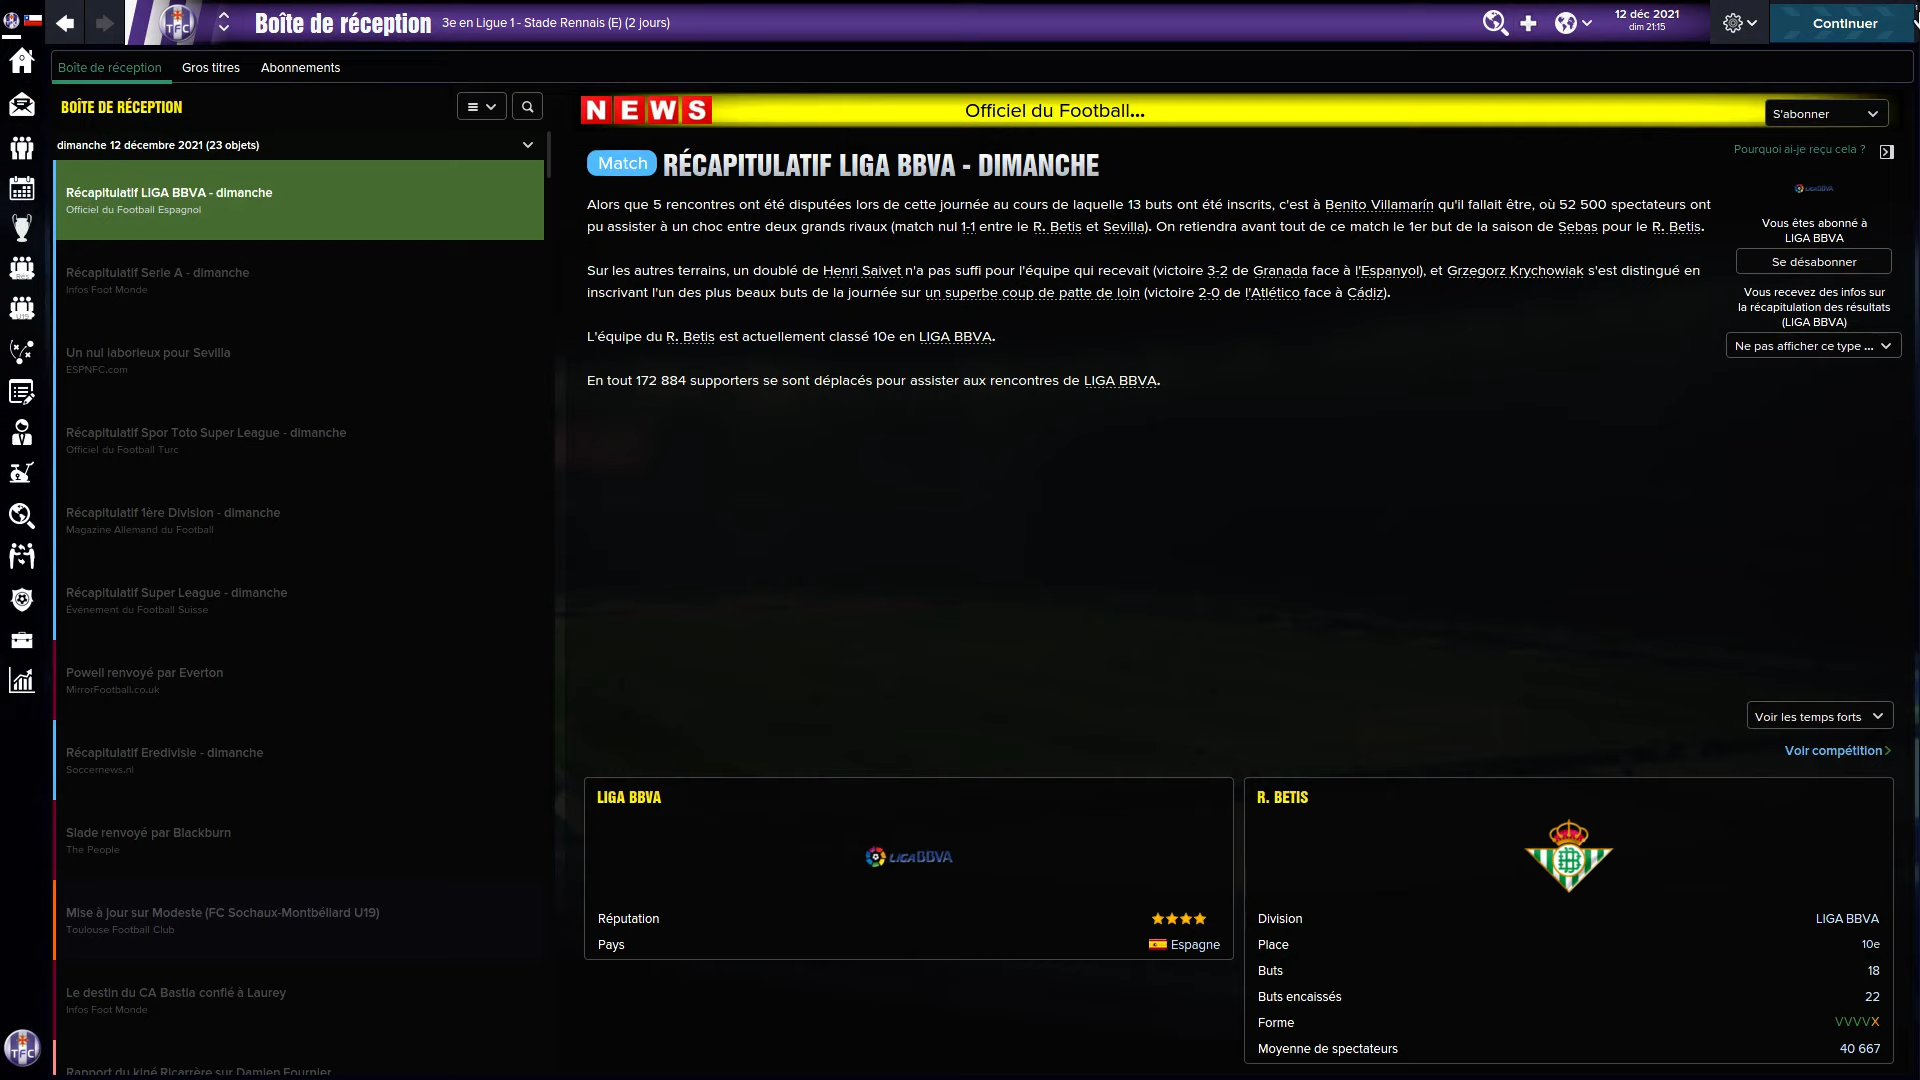 Boîte de réception
3e en Ligue 1 - Stade Rennais (E) (2 jours)
12 déc 2021
dim 21:15
Continuer
Boîte de réception
Gros titres
Abonnements
BOÎTE DE RÉCEPTION
dimanche 12 décembre 2021 (23 objets)
Récapitulatif LIGA BBVA - dimanche
Officiel du Football Espagnol
Récapitulatif Serie A - dimanche
Infos Foot Monde
Un nul laborieux pour Sevilla
ESPNFC.com
Récapitulatif Spor Toto Super League - dimanche
Officiel du Football Turc
Récapitulatif 1ère Division - dimanche
Magazine Allemand du Football
Récapitulatif Super League - dimanche
Événement du Football Suisse
Powell renvoyé par Everton
MirrorFootball.co.uk
Récapitulatif Eredivisie - dimanche
Soccernews.nl
Slade renvoyé par Blackburn
The People
Mise à jour sur Modeste (FC Sochaux-Montbéliard U19)
Toulouse Football Club
Le destin du CA Bastia confié à Laurey
Infos Foot Monde
Rapport du kiné Ricarrère sur Damien Fournier
NEWS
Officiel du Football...
S'abonner
Pourquoi ai-je reçu cela ?
Match RÉCAPITULATIF LIGA BBVA - DIMANCHE
Alors que 5 rencontres ont été disputées lors de cette journée au cours de laquelle 13 buts ont été inscrits, c'est à Benito Villamarín qu'il fallait être, où 52 500 spectateurs ont
pu assister à un choc entre deux grands rivaux (match nul 1-1 entre le R. Betis et Sevilla). On retiendra avant tout de ce match le 1er but de la saison de Sebas pour le R. Betis.
Sur les autres terrains, un doublé de Henri Saivet n'a pas suffi pour l'équipe qui recevait (victoire 3-2 de Granada face à l'Espanyol), et Grzegorz Krychowiak s'est distingué en
inscrivant l'un des plus beaux buts de la journée sur un superbe coup de patte de loin (victoire 2-0 de l'Atlético face à Cádiz).
L'équipe du R. Betis est actuellement classé 10e en LIGA BBVA.
En tout 172 884 supporters se sont déplacés pour assister aux rencontres de LIGA BBVA.
LIGA BBVA
Vous êtes abonné à
LIGA BBVA
Se désabonner
Vous recevez des infos sur
la récapitulation des résultats
(LIGA BBVA)
Ne pas afficher ce type ...
Voir les temps forts
Voir compétition
LIGA BBVA
LIGA BBVA
Réputation
Pays
Espagne
R. BETIS
Division
LIGA BBVA
Place
10e
Buts
18
Buts encaissés
22
Forme
VVVVX
Moyenne de spectateurs
40 667
TFC
TFC
Rés
U19